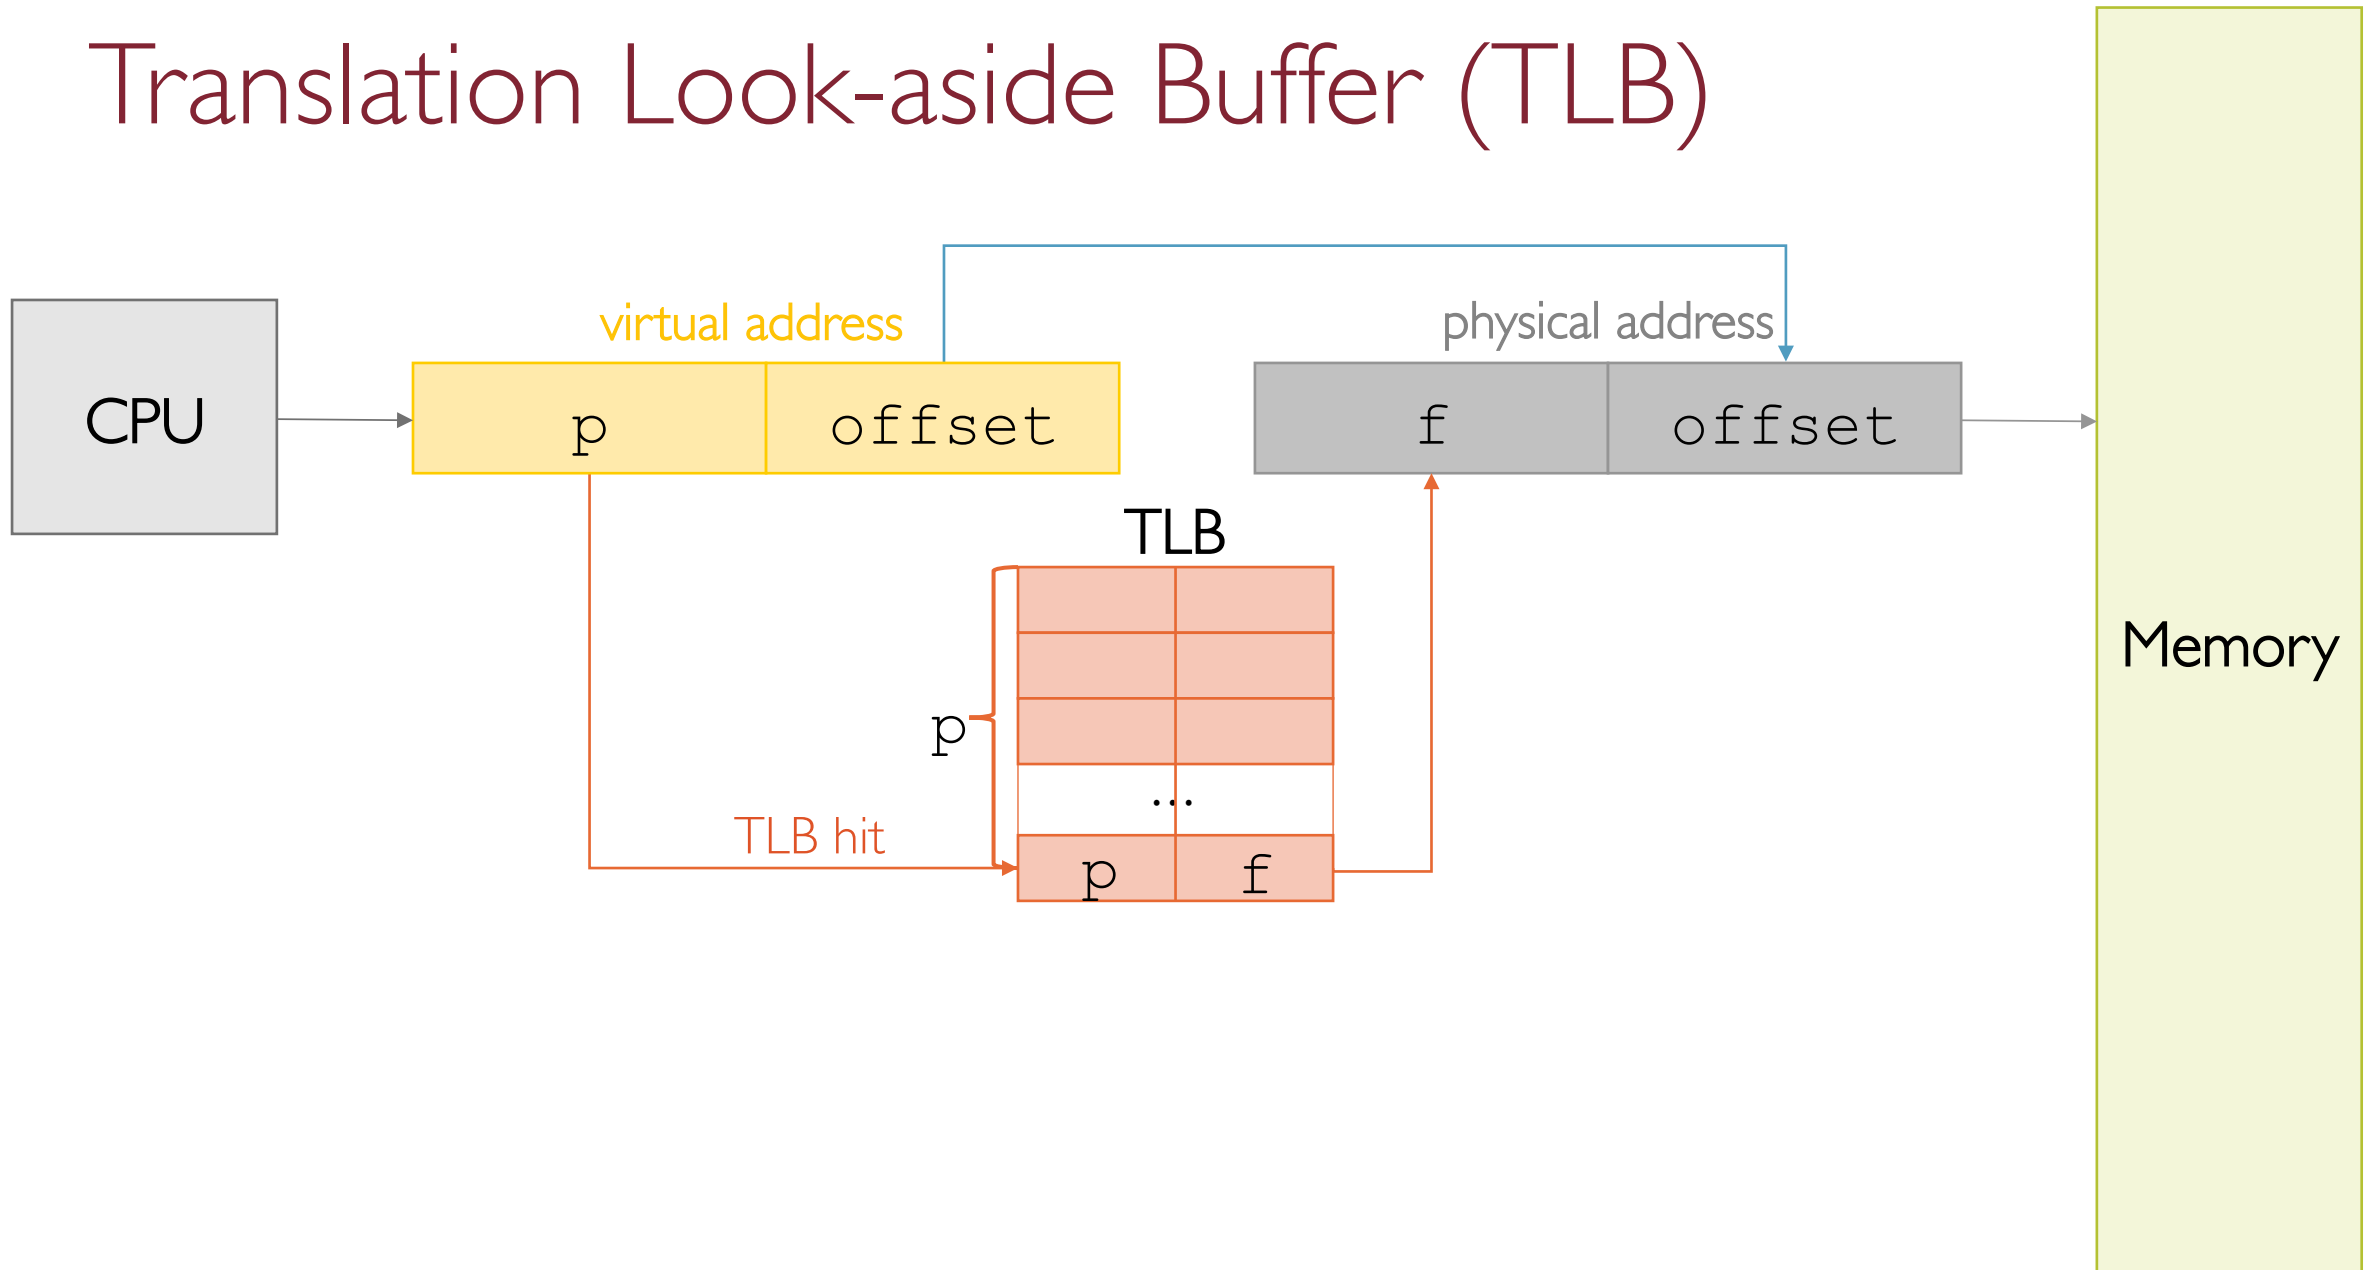 Translation Look-aside Buffer (TLB)
virtual address
physical address
CPU
p
offset
f
offset
TLB
Memory
p
...
TLB hit
p
f